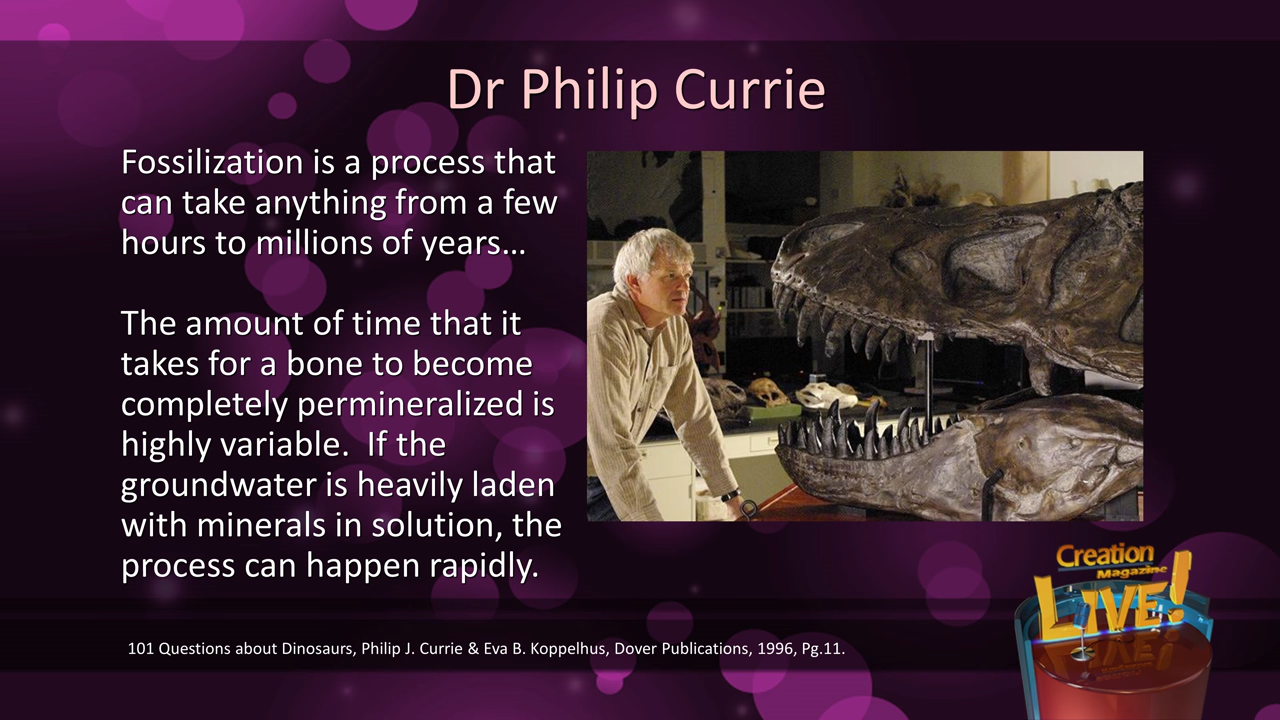 Dr Philip Currie
Fossilization is a process that
can take anything from a few
hours to millions of years…
The amount of time that it
takes for a bone to become
completely permineralized is
highly variable.  If the
groundwater is heavily laden
with minerals in solution, the
process can happen rapidly.
Creation
Magazine
LIVE!
101 Questions about Dinosaurs, Philip J. Currie & Eva B. Koppelhus, Dover Publications, 1996, Pg.11.